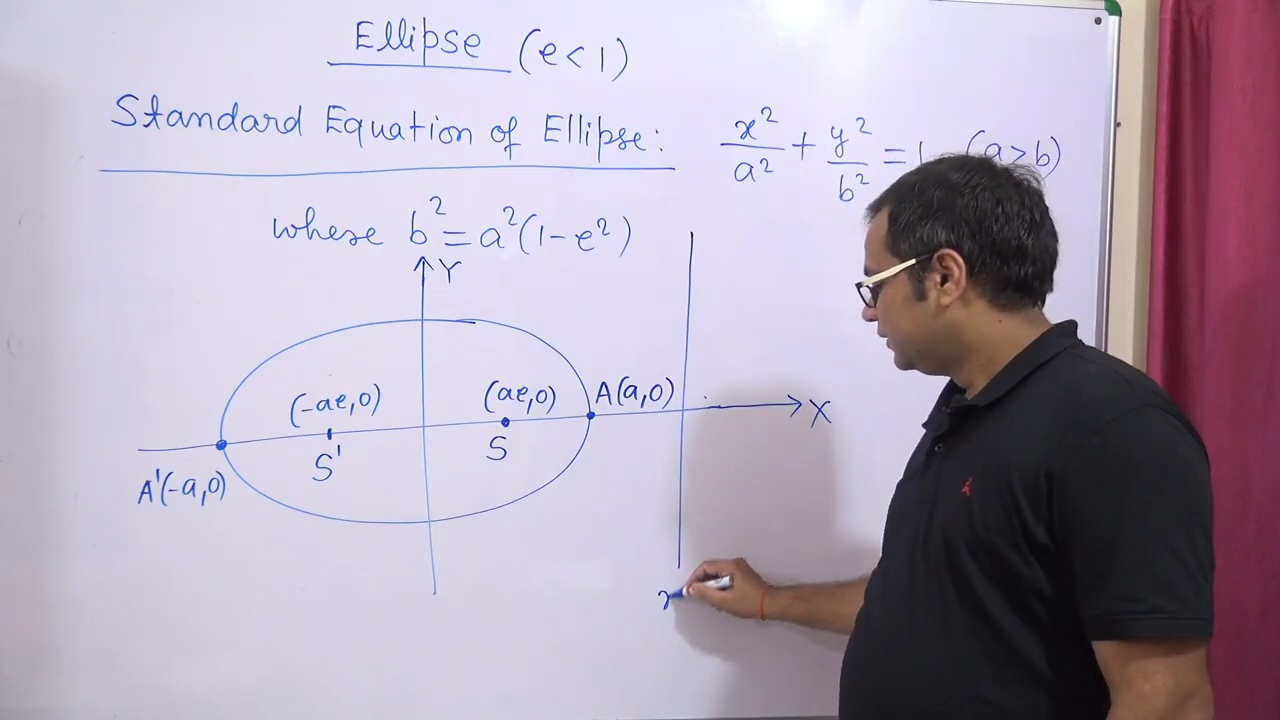 Ellipse (e < 1)
Standard Equation of Ellipse: x²/a² + y²/b² = 1 (a > b)
where b² = a²(1 - e²)
Y
(-ae,0) (ae,0) A(a,0)
X
S' S
A'(-a,0)
x